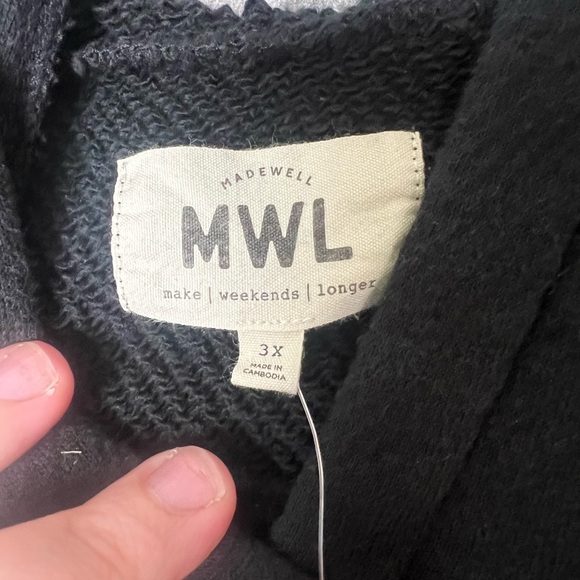 MADEWELL
MWL
make | weekends | longer
3X
MADE IN
CAMBODIA